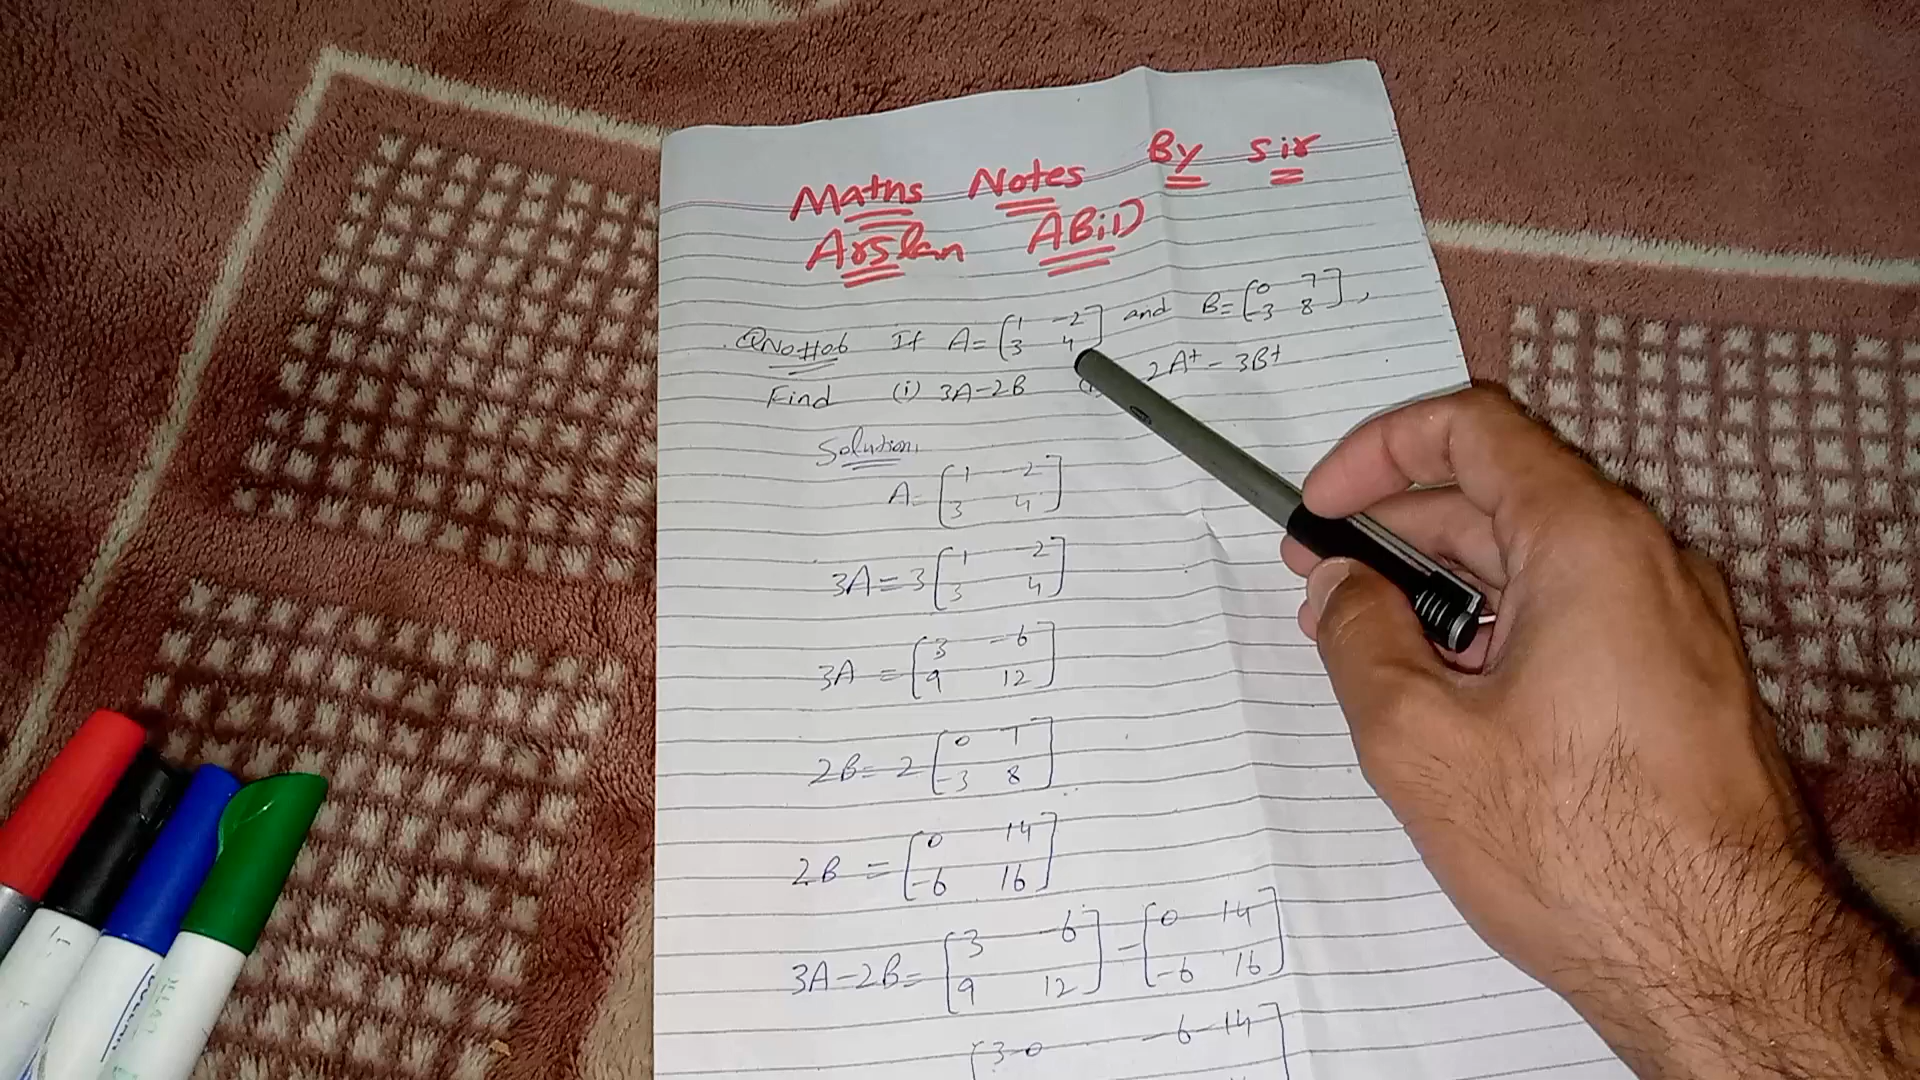 Maths Notes By sir
Arslan ABiD
QNo#06 If A=[1 -2 3 4] and B=[0 7 -3 8],
Find (i) 3A-2B (i 2A^t - 3B^t
Solution
A=[1 -2 3 4]
3A=3[1 -2 3 4]
3A=[3 -6 9 12]
2B=2[0 7 -3 8]
2B=[0 14 -6 16]
3A-2B=[3 -6 9 12]-[0 14 -6 16]
[3-0 -6-14]